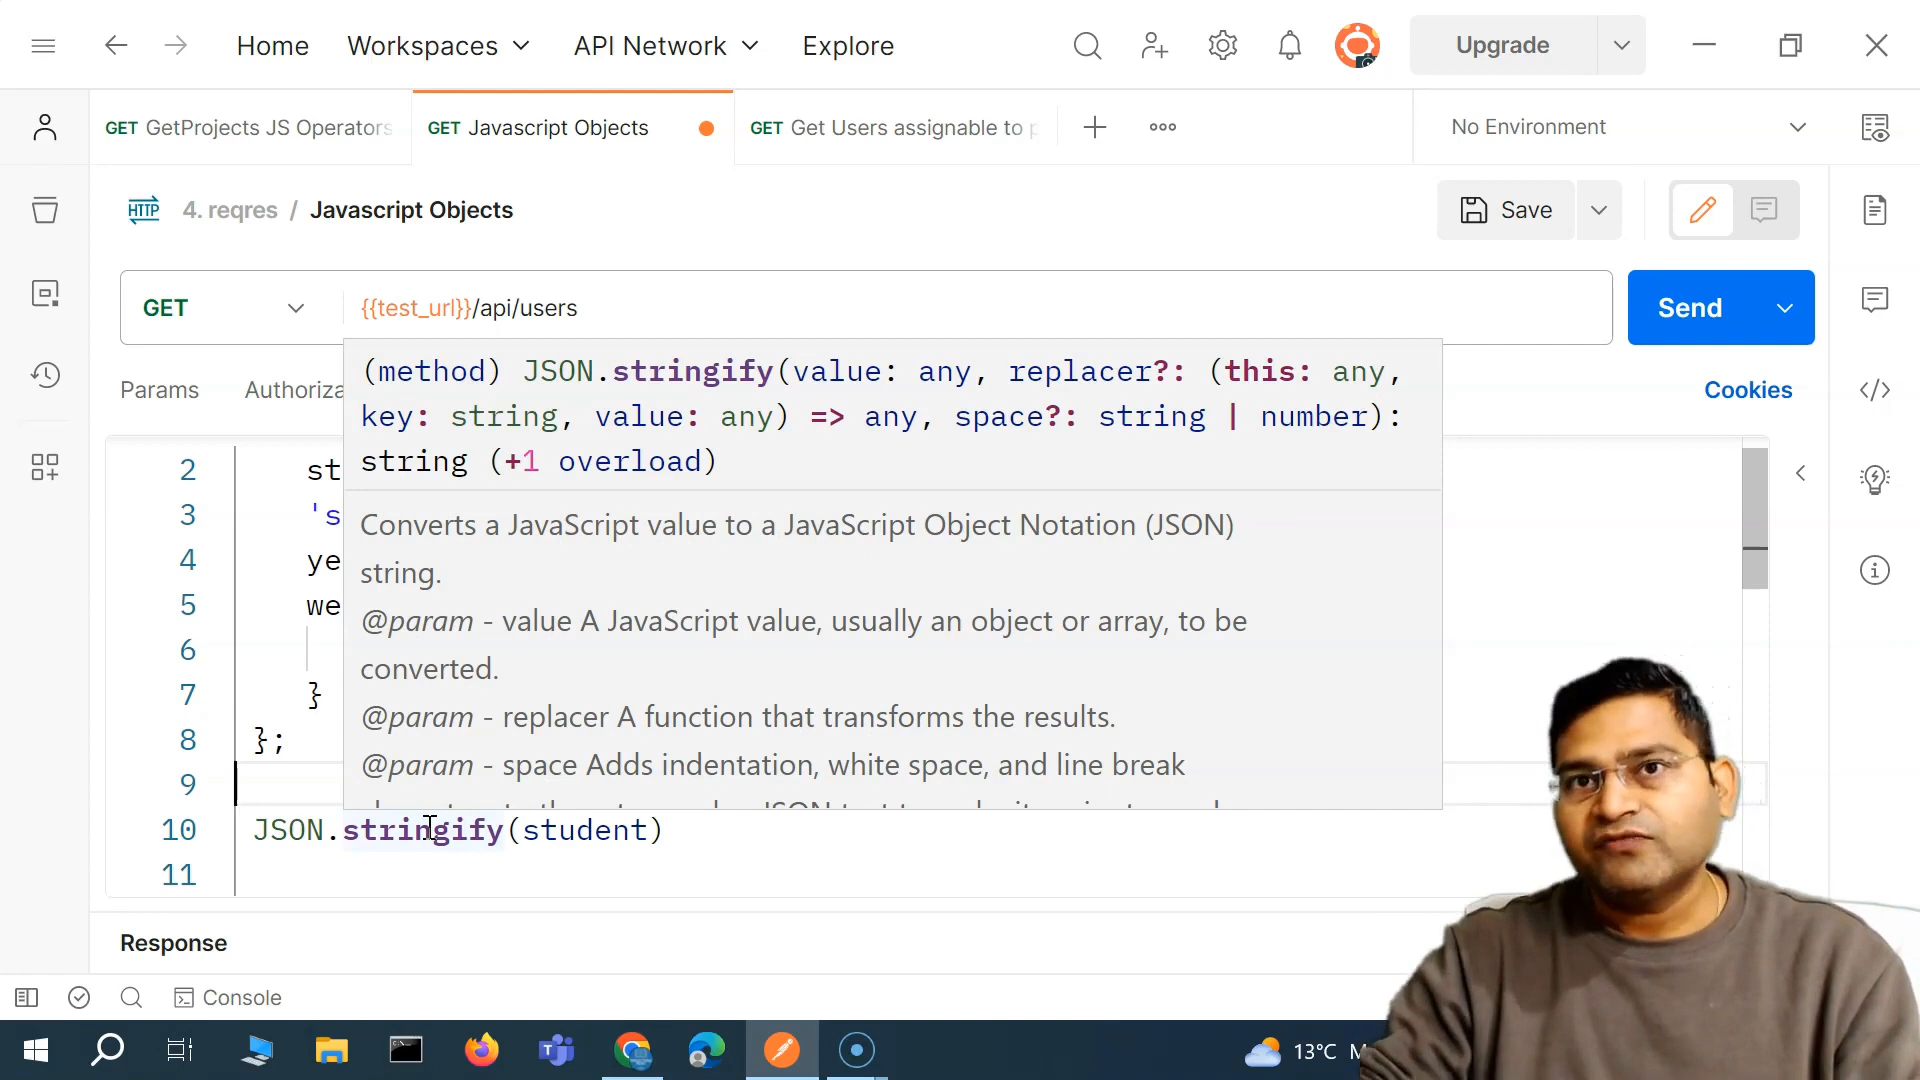 Home Workspaces API Network Explore Upgrade
GET GetProjects JS Operators GET Javascript Objects GET Get Users assignable to p No Environment
HTTP 4. reqres / Javascript Objects Save
GET {{test_url}}/api/users Send
Params Authoriza Cookies
(method) JSON.stringify(value: any, replacer?: (this: any,
key: string, value: any) => any, space?: string | number):
string (+1 overload)
Converts a JavaScript value to a JavaScript Object Notation (JSON)
string.
@param - value A JavaScript value, usually an object or array, to be
converted.
@param - replacer A function that transforms the results.
@param - space Adds indentation, white space, and line break
2 st
3 's
4 ye
5 we
6
7 }
8 };
9
10 JSON.stringify(student)
11
Response
Console
13°C M